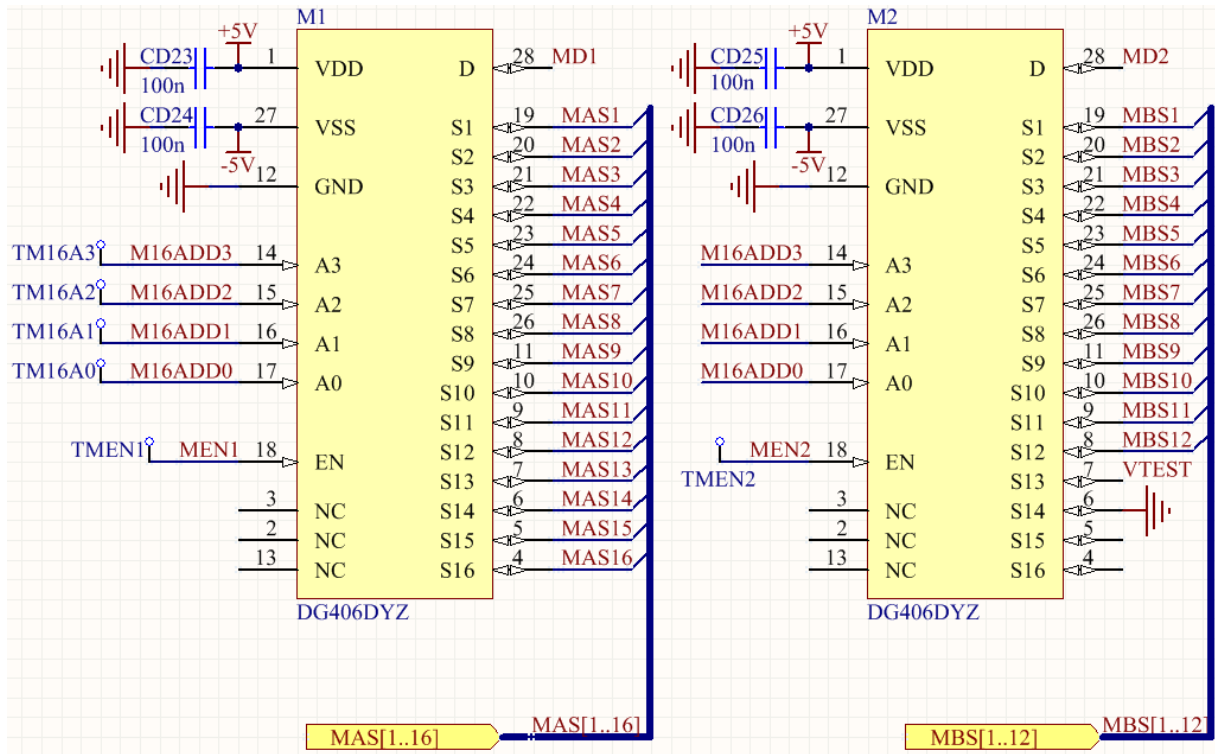 M1
+5V
CD23
100n
1
VDD
D
28
MD1
CD24
100n
27
VSS
-5V
12
GND
S1
19
MAS1
S2
20
MAS2
S3
21
MAS3
S4
22
MAS4
S5
23
MAS5
S6
24
MAS6
S7
25
MAS7
S8
26
MAS8
S9
11
MAS9
S10
10
MAS10
S11
9
MAS11
S12
8
MAS12
S13
7
MAS13
S14
6
MAS14
S15
5
MAS15
S16
4
MAS16
TM16A3
M16ADD3
14
A3
TM16A2
M16ADD2
15
A2
TM16A1
M16ADD1
16
A1
TM16A0
M16ADD0
17
A0
TMEN1
MEN1
18
EN
3
NC
2
NC
13
NC
DG406DYZ
MAS[1..16]
MAS[1..16]
M2
+5V
CD25
100n
1
VDD
D
28
MD2
CD26
100n
27
VSS
-5V
12
GND
S1
19
MBS1
S2
20
MBS2
S3
21
MBS3
S4
22
MBS4
S5
23
MBS5
S6
24
MBS6
S7
25
MBS7
S8
26
MBS8
S9
11
MBS9
S10
10
MBS10
S11
9
MBS11
S12
8
MBS12
S13
7
VTEST
S14
6
S15
5
S16
4
M16ADD3
14
A3
M16ADD2
15
A2
M16ADD1
16
A1
M16ADD0
17
A0
TMEN2
MEN2
18
EN
3
NC
2
NC
13
NC
DG406DYZ
MBS[1..12]
MBS[1..12]